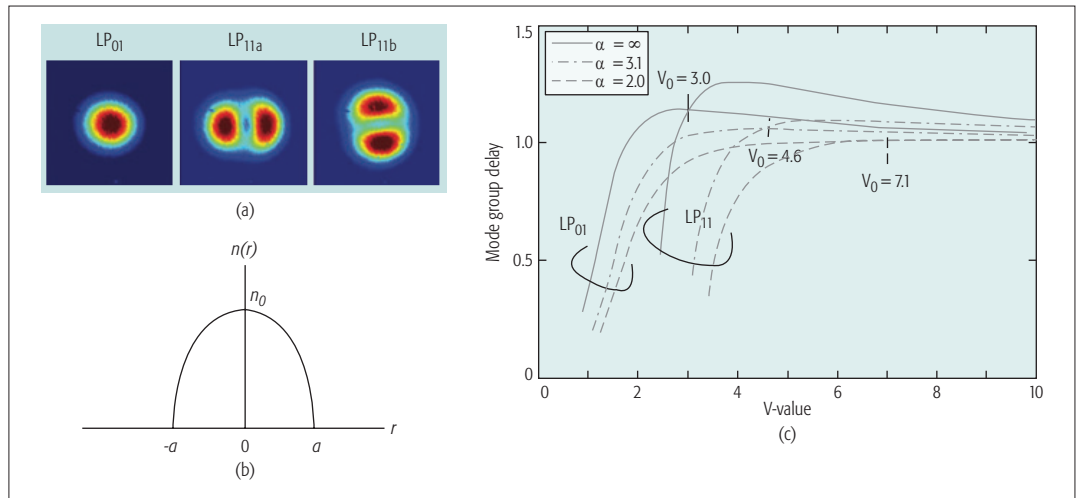 LP01 LP11a LP11b
(a)
n(r)
n0
-a 0 a r
(b)
1.5
1.0
0.5
0
Mode group delay
α = ∞
α = 3.1
α = 2.0
V0 = 3.0
V0 = 4.6
V0 = 7.1
LP01
LP11
0 2 4 6 8 10
V-value
(c)